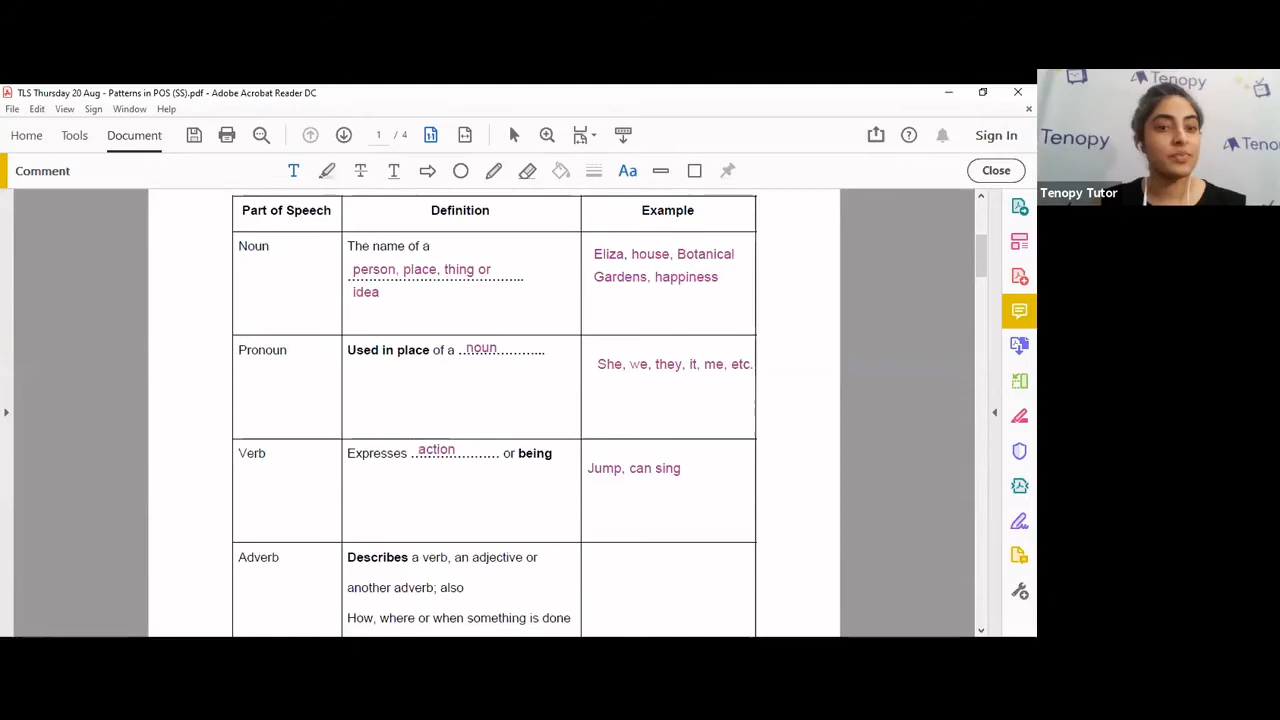 TLS Thursday 20 Aug - Patterns in POS (SS).pdf - Adobe Acrobat Reader DC
File Edit View Sign Window Help
Home Tools Document 1 / 4 Sign In
Comment Close
Part of Speech Definition Example
Noun
The name of a
person, place, thing or
idea
Eliza, house, Botanical
Gardens, happiness
Pronoun
Used in place of a ...noun...
She, we, they, it, me, etc.
Verb
Expresses ...action... or being
Jump, can sing
Adverb
Describes a verb, an adjective or
another adverb; also
How, where or when something is done
Tenopy
Tenopy
Tenopy
Tenopy Tutor